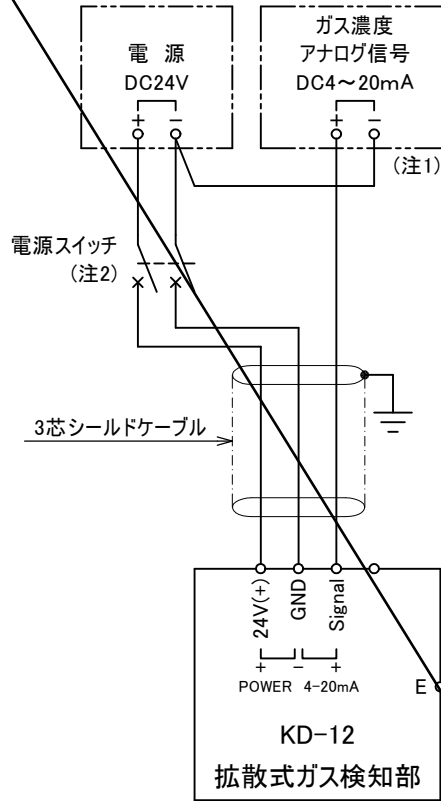 電 源
DC24V
+ −
ガス濃度
アナログ信号
DC4～20mA
+ −
(注1)
電源スイッチ
(注2)
3芯シールドケーブル
24V(+)
GND
Signal
+ − +
POWER 4-20mA
E
KD-12
拡散式ガス検知部